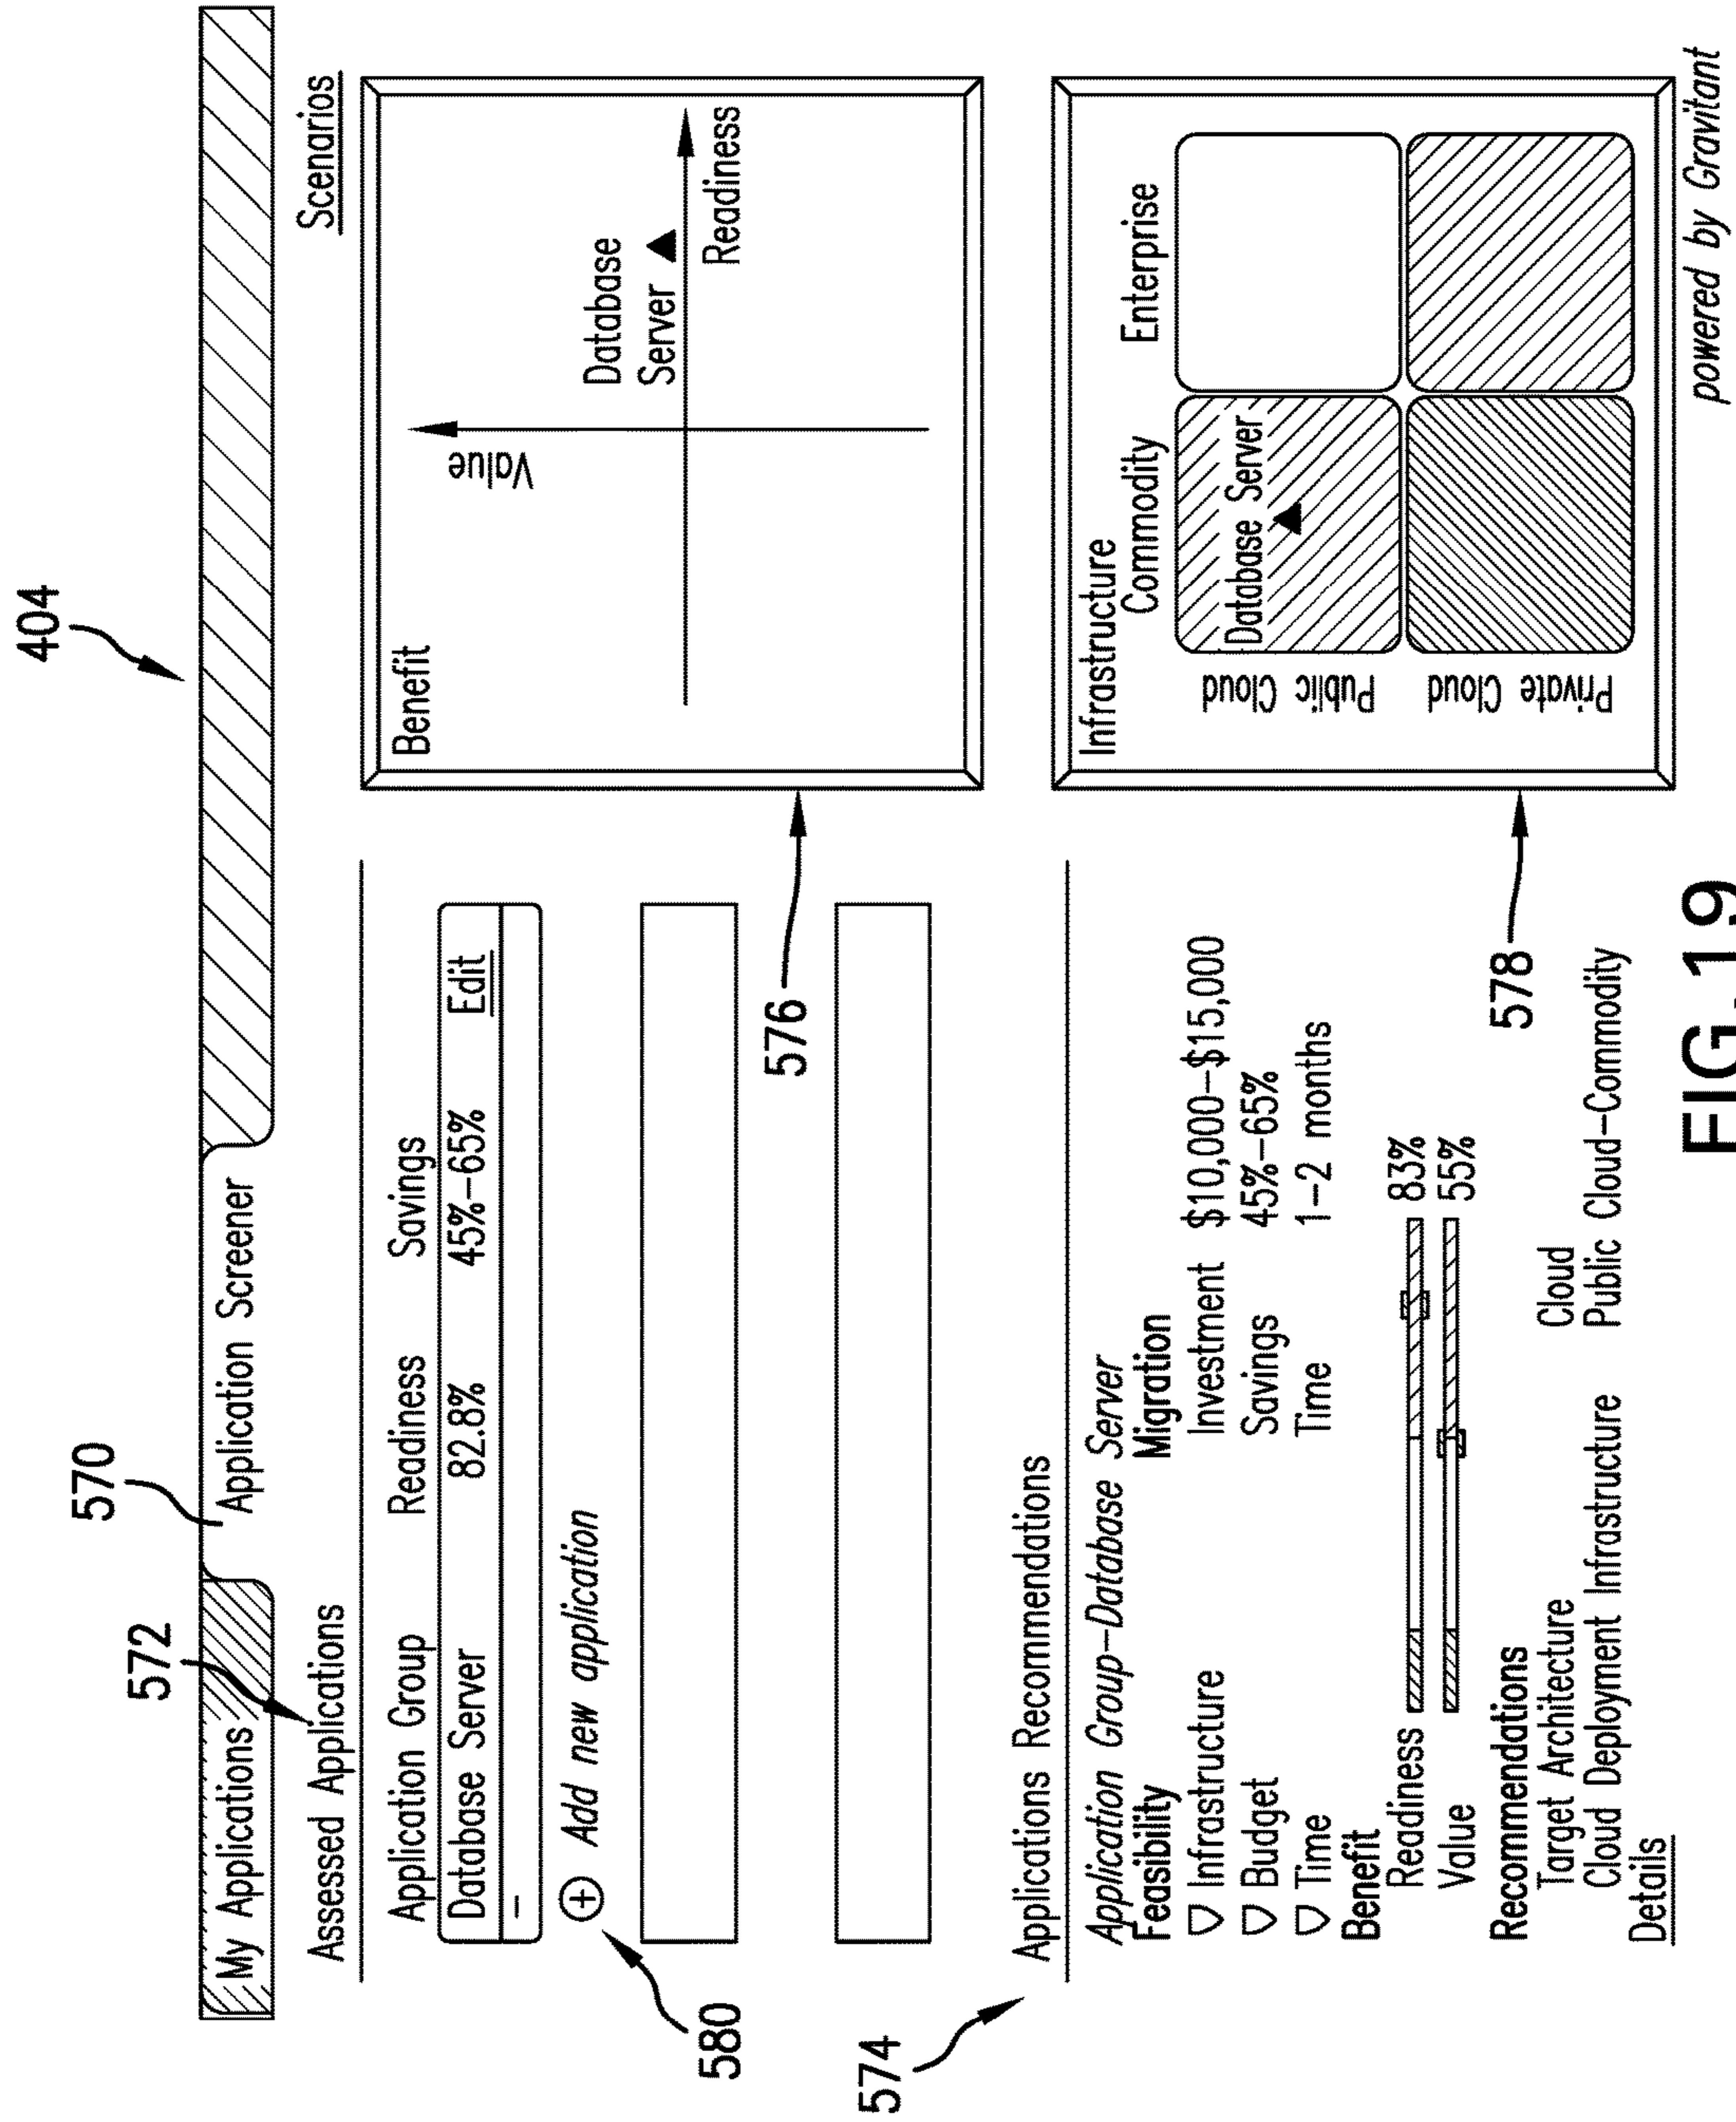 404
570
572
My Applications
Application Screener
Assessed Applications
Scenarios
Application Group Readiness Savings
Database Server 82.8% 45%–65% Edit
–
Add new application
580
576
Benefit
Value
Database
Server
Readiness
574
Applications Recommendations
Application Group–Database Server
Feasibility Migration
Infrastructure Investment $10,000–$15,000
Budget Savings 45%–65%
Time Time 1–2 months
Benefit
Readiness 83%
Value 55%
Recommendations
Target Architecture Cloud
Cloud Deployment Infrastructure Public Cloud–Commodity
Details
578
Infrastructure
Commodity Enterprise
Public Cloud
Database Server
Private Cloud
powered by Gravitant
FIG.19